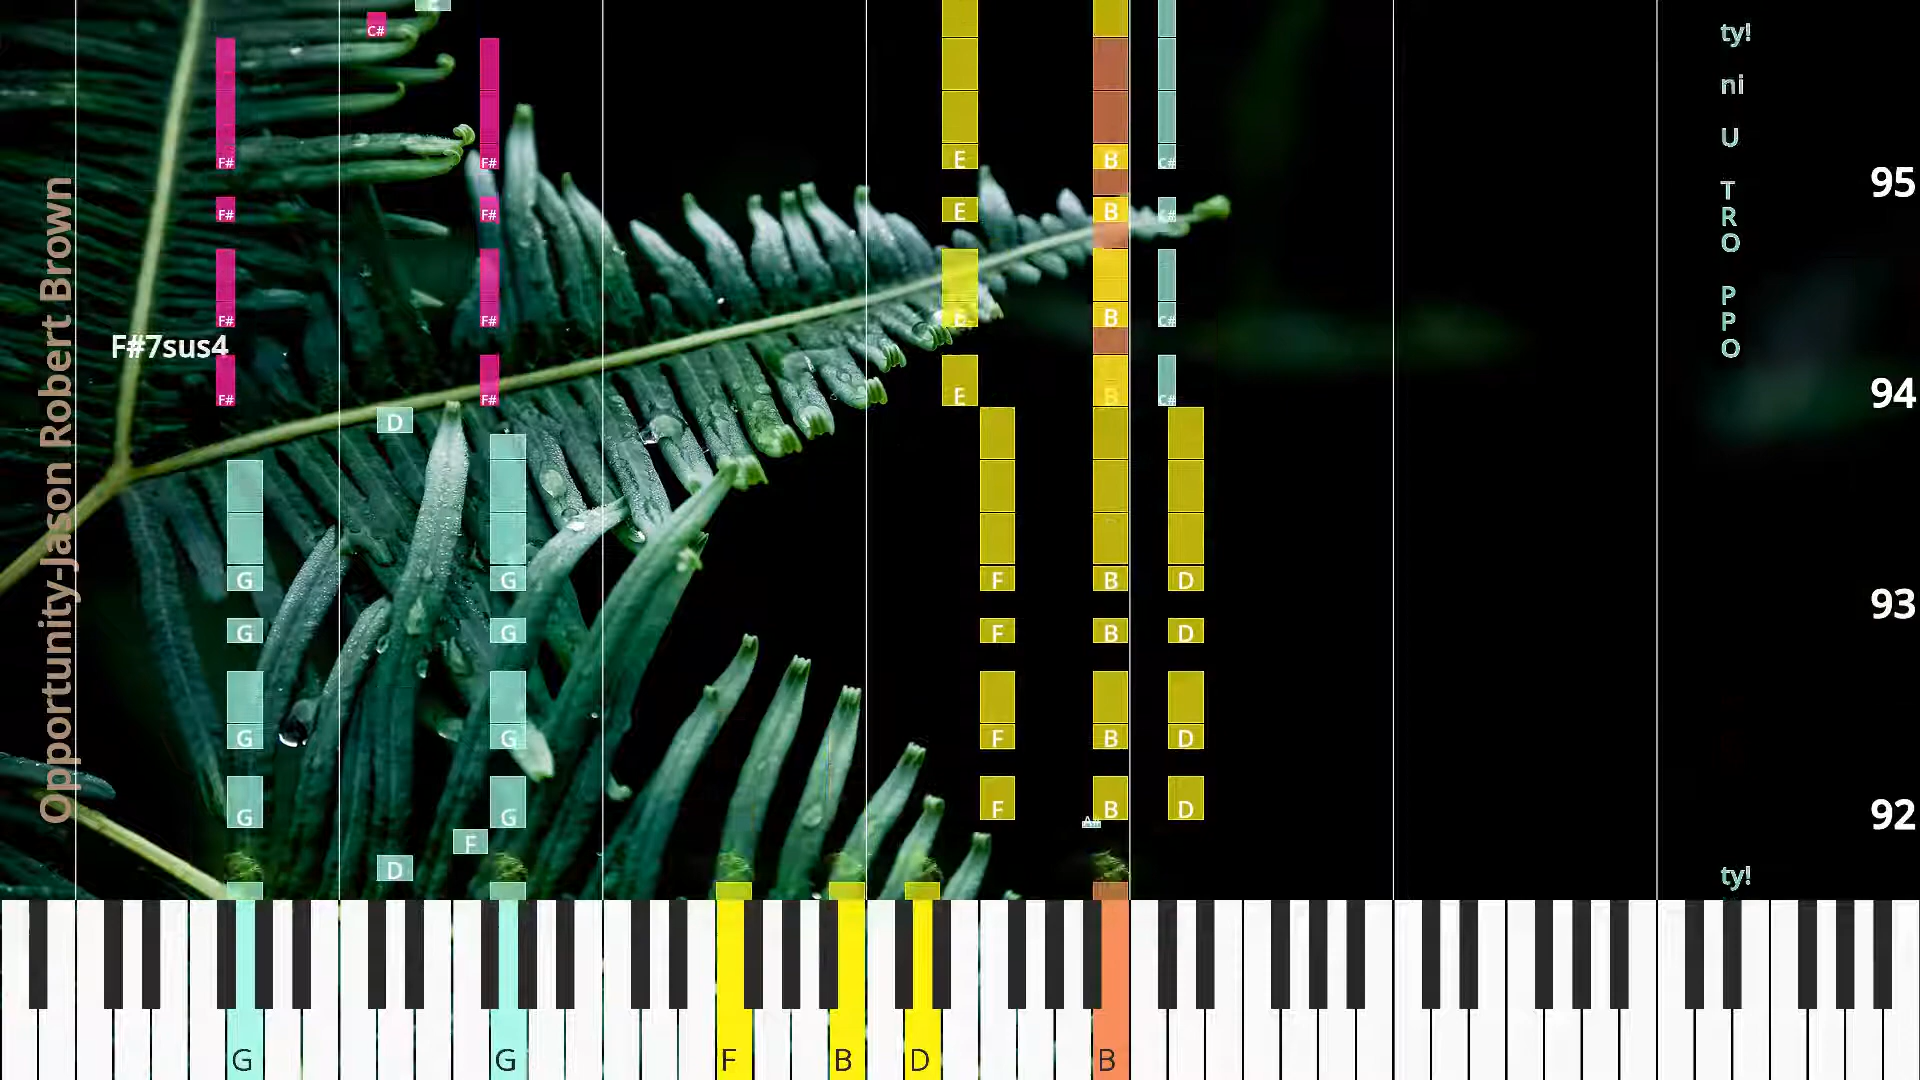 E
C#
ty!
ni
U
F# F# E B C#
T
95
F# F# E B C#
R
O
P
F# F# E B C#
P
F#7sus4
O
94
F# F# E B C#
D
G G F B D
93
G G F B D
G G F B D
G G F B D
92
A#
F
D
ty!
Opportunity-Jason Robert Brown
G G F B D B